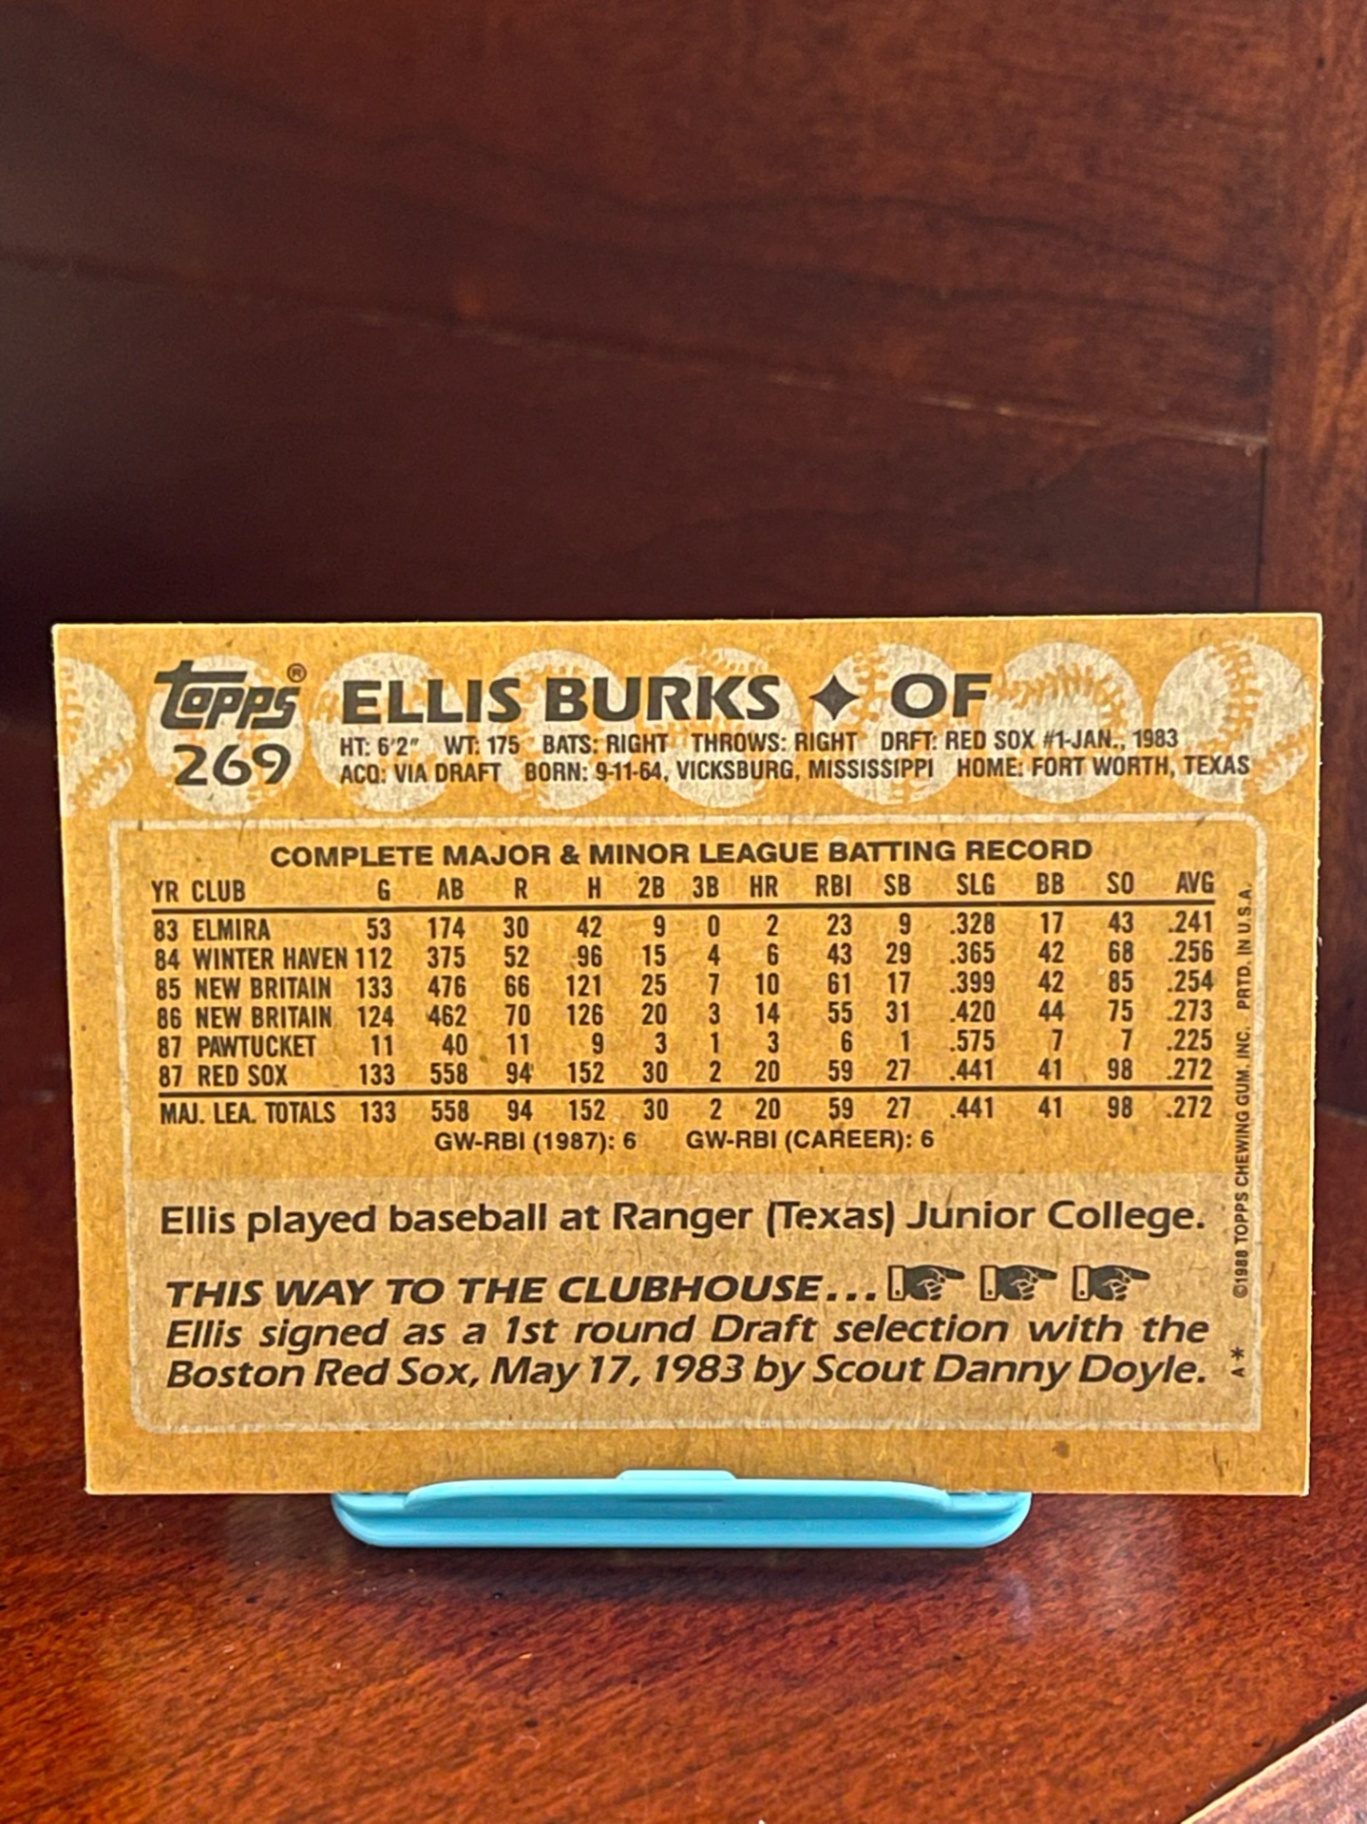 Topps®
269
ELLIS BURKS ✦ OF
HT: 6'2" WT: 175 BATS: RIGHT THROWS: RIGHT DRFT: RED SOX #1-JAN., 1983
ACQ: VIA DRAFT BORN: 9-11-64, VICKSBURG, MISSISSIPPI HOME: FORT WORTH, TEXAS
COMPLETE MAJOR & MINOR LEAGUE BATTING RECORD
YR CLUB G AB R H 2B 3B HR RBI SB SLG BB SO AVG
83 ELMIRA 53 174 30 42 9 0 2 23 9 .328 17 43 .241
84 WINTER HAVEN 112 375 52 96 15 4 6 43 29 .365 42 68 .256
85 NEW BRITAIN 133 476 66 121 25 7 10 61 17 .399 42 85 .254
86 NEW BRITAIN 124 462 70 126 20 3 14 55 31 .420 44 75 .273
87 PAWTUCKET 11 40 11 9 3 1 3 6 1 .575 7 7 .225
87 RED SOX 133 558 94 152 30 2 20 59 27 .441 41 98 .272
MAJ. LEA. TOTALS 133 558 94 152 30 2 20 59 27 .441 41 98 .272
GW-RBI (1987): 6 GW-RBI (CAREER): 6
Ellis played baseball at Ranger (Texas) Junior College.
THIS WAY TO THE CLUBHOUSE...
Ellis signed as a 1st round Draft selection with the
Boston Red Sox, May 17, 1983 by Scout Danny Doyle.
A* ©1988 TOPPS CHEWING GUM. INC. PRTD. IN U.S.A.